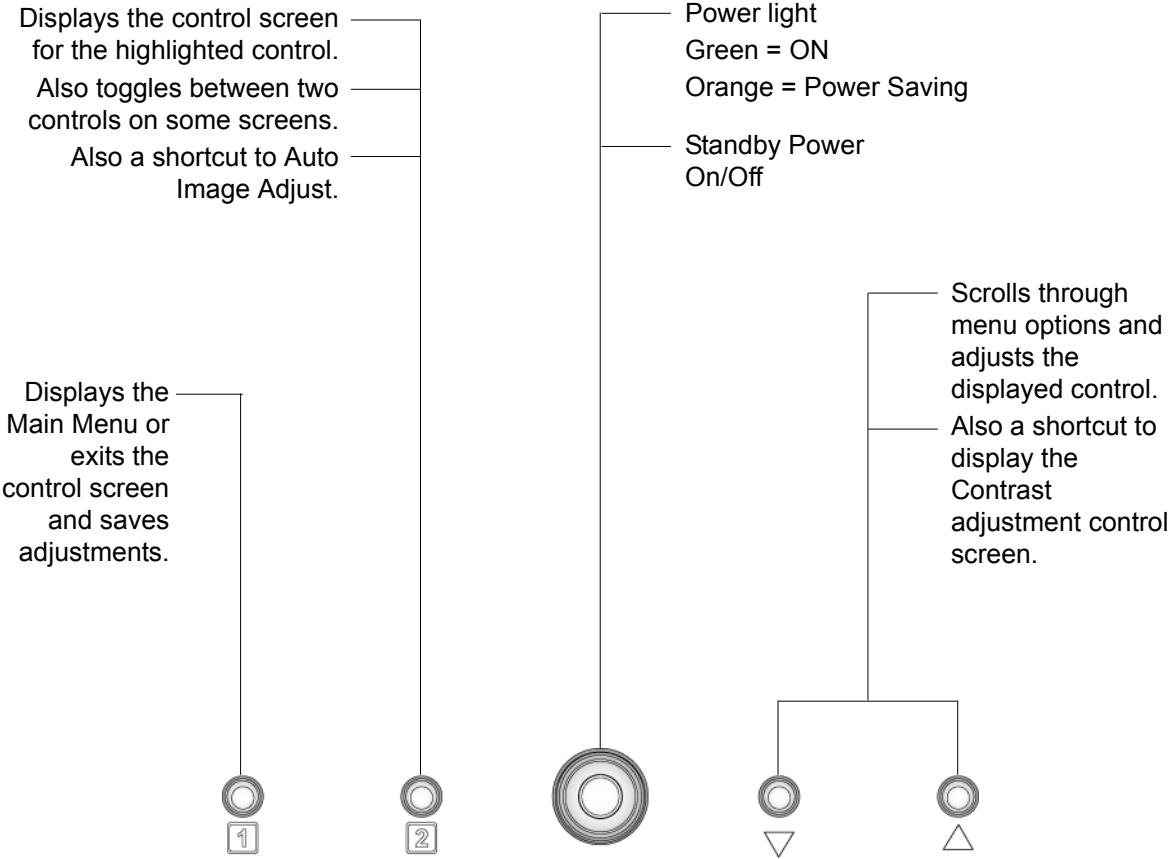 Displays the control screen
for the highlighted control.
Also toggles between two
controls on some screens.
Also a shortcut to Auto
Image Adjust.
Power light
Green = ON
Orange = Power Saving
Standby Power
On/Off
Displays the
Main Menu or
exits the
control screen
and saves
adjustments.
Scrolls through
menu options and
adjusts the
displayed control.
Also a shortcut to
display the
Contrast
adjustment control
screen.
1
2